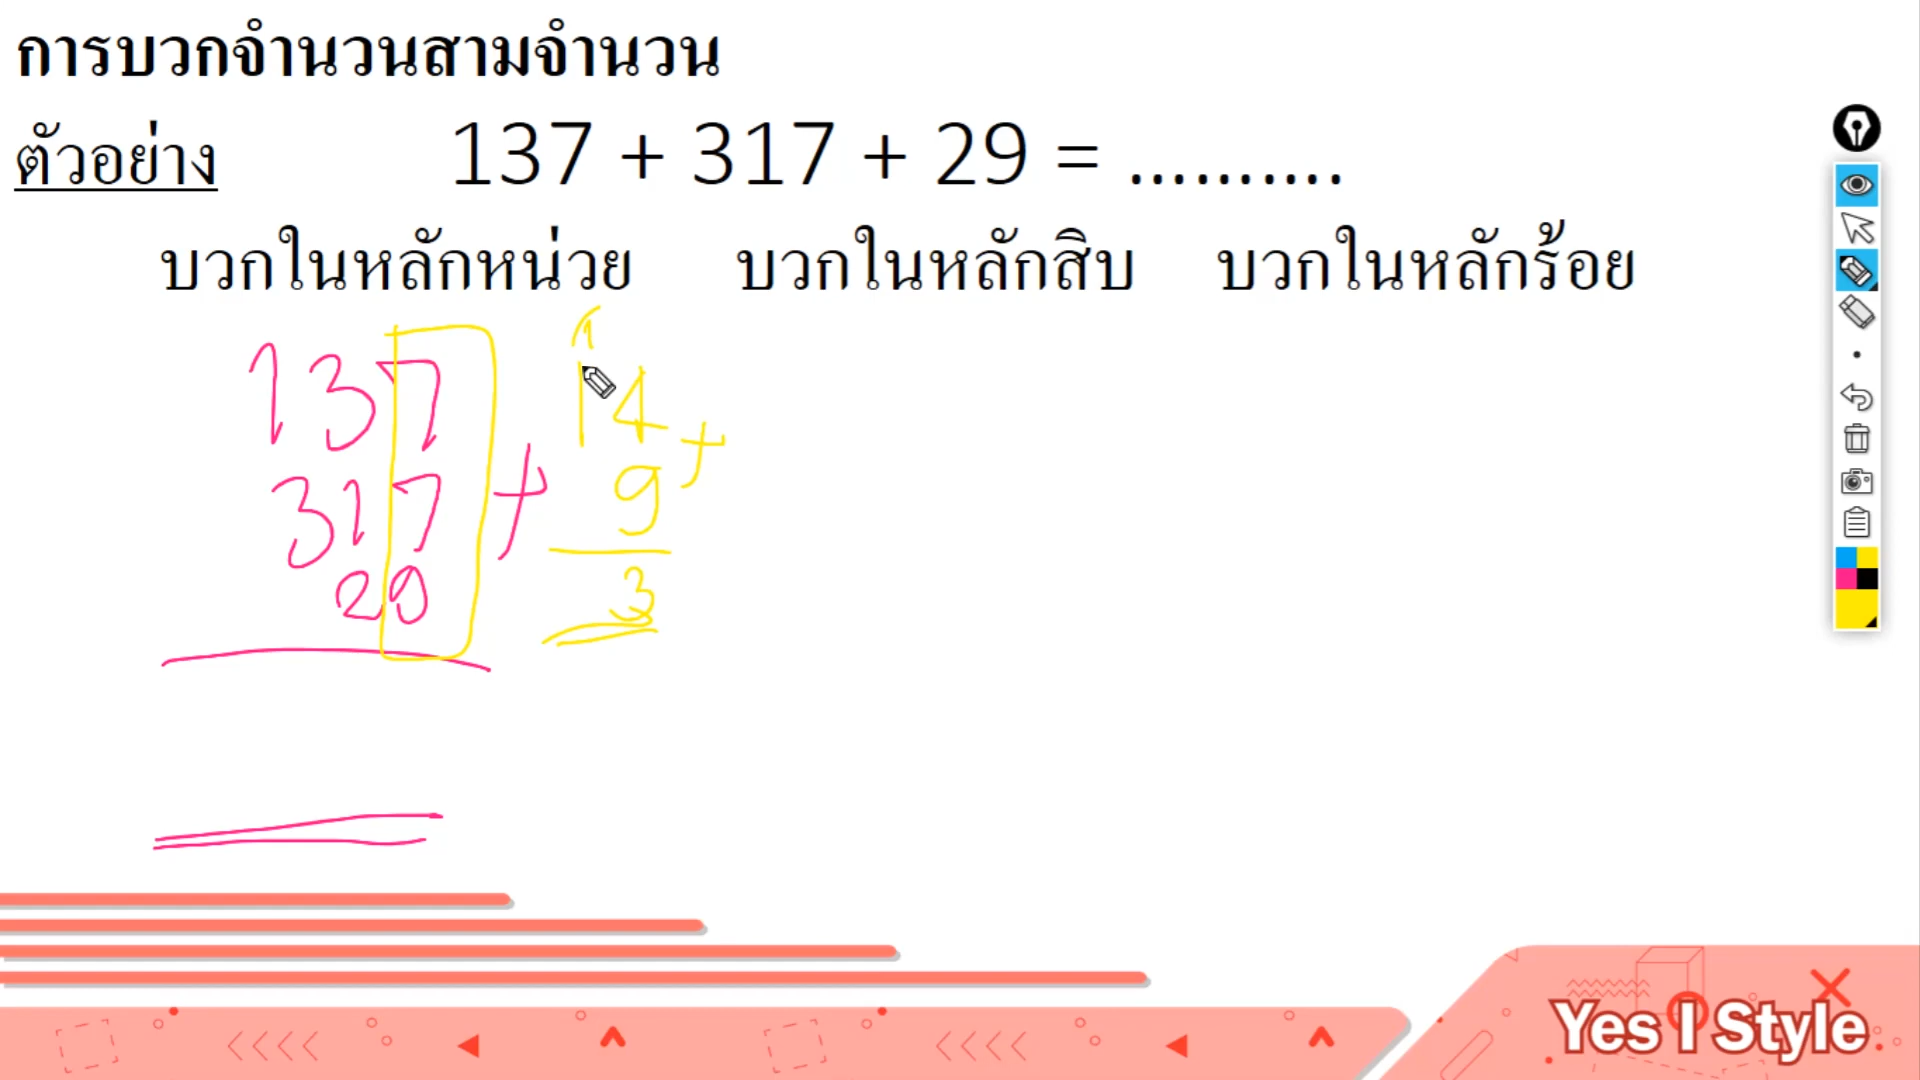 การบวกจำนวนสามจำนวน
ตัวอย่าง 137 + 317 + 29 = ..........
บวกในหลักหน่วย บวกในหลักสิบ บวกในหลักร้อย
1
137 14
317 + 9 +
29 3
Yes I Style